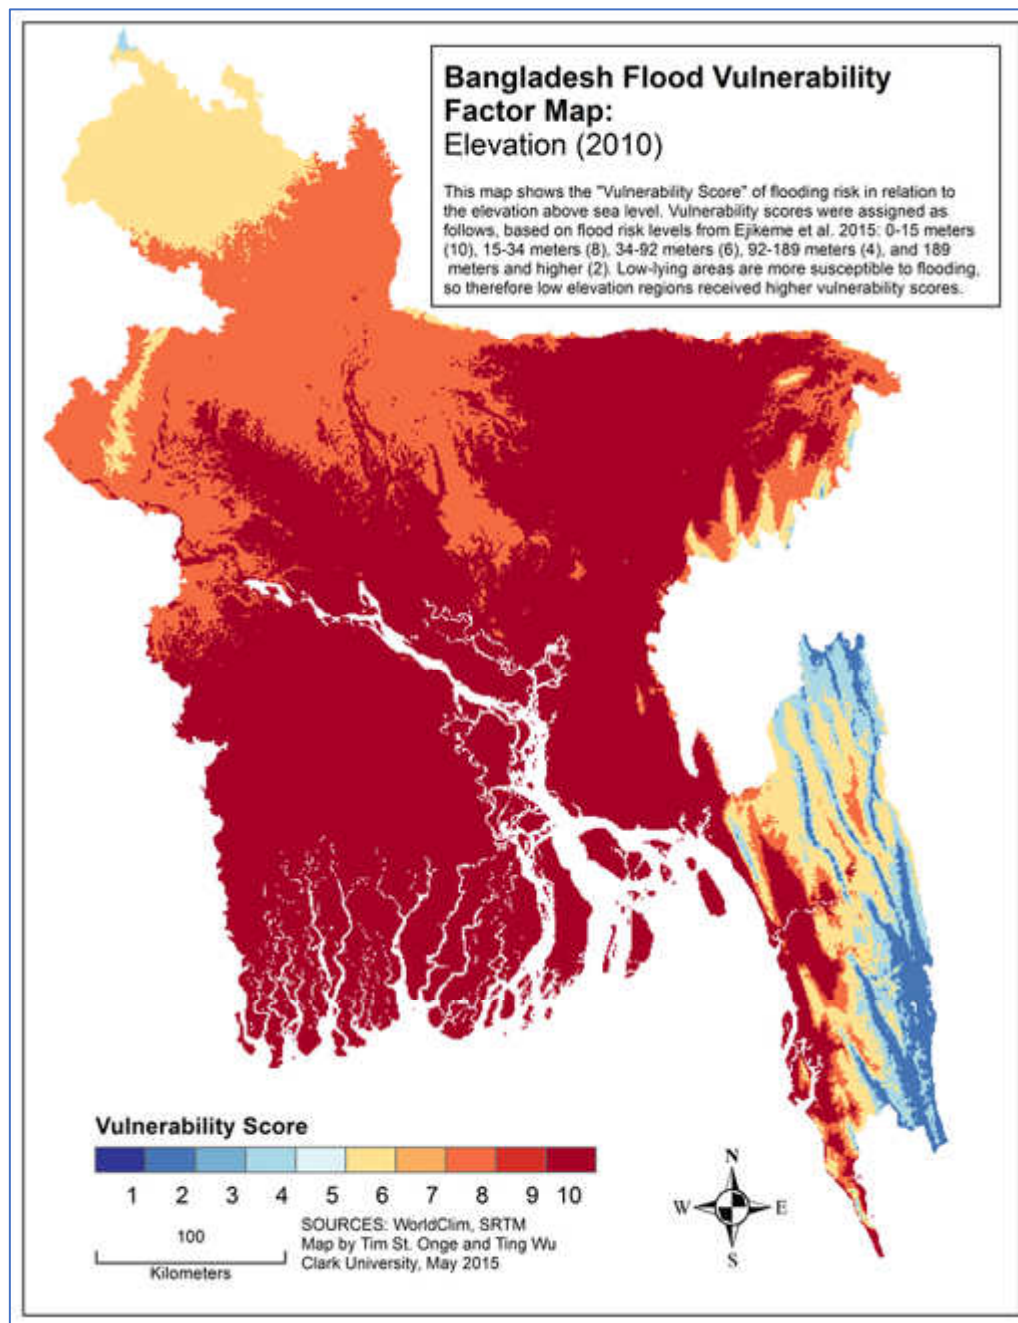 Bangladesh Flood Vulnerability
Factor Map:
Elevation (2010)
This map shows the "Vulnerability Score" of flooding risk in relation to
the elevation above sea level. Vulnerability scores were assigned as
follows, based on flood risk levels from Ejikeme et al. 2015: 0-15 meters
(10), 15-34 meters (8), 34-92 meters (6), 92-189 meters (4), and 189
meters and higher (2). Low-lying areas are more susceptible to flooding,
so therefore low elevation regions received higher vulnerability scores.
Vulnerability Score
1 2 3 4 5 6 7 8 9 10
100
Kilometers
SOURCES: WorldClim, SRTM
Map by Tim St. Onge and Ting Wu
Clark University, May 2015
N
W E
S